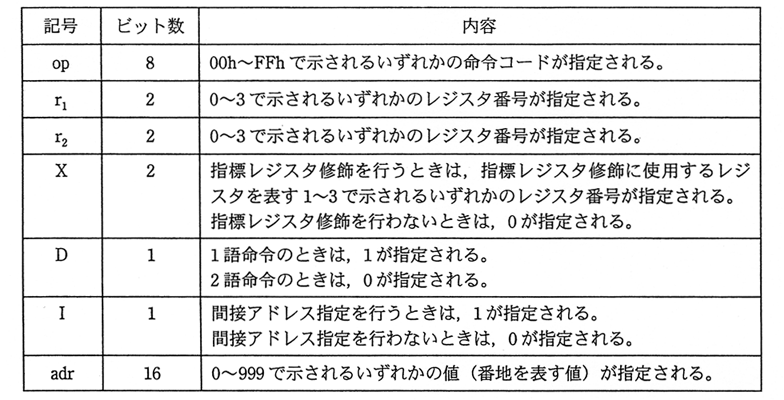 記号 ビット数 内容
op 8 00h～FFhで示されるいずれかの命令コードが指定される。
r1 2 0～3で示されるいずれかのレジスタ番号が指定される。
r2 2 0～3で示されるいずれかのレジスタ番号が指定される。
X 2 指標レジスタ修飾を行うときは，指標レジスタ修飾に使用するレジ
スタを表す1～3で示されるいずれかのレジスタ番号が指定される。
指標レジスタ修飾を行わないときは，0が指定される。
D 1 1語命令のときは，1が指定される。
2語命令のときは，0が指定される。
I 1 間接アドレス指定を行うときは，1が指定される。
間接アドレス指定を行わないときは，0が指定される。
adr 16 0～999で示されるいずれかの値（番地を表す値）が指定される。